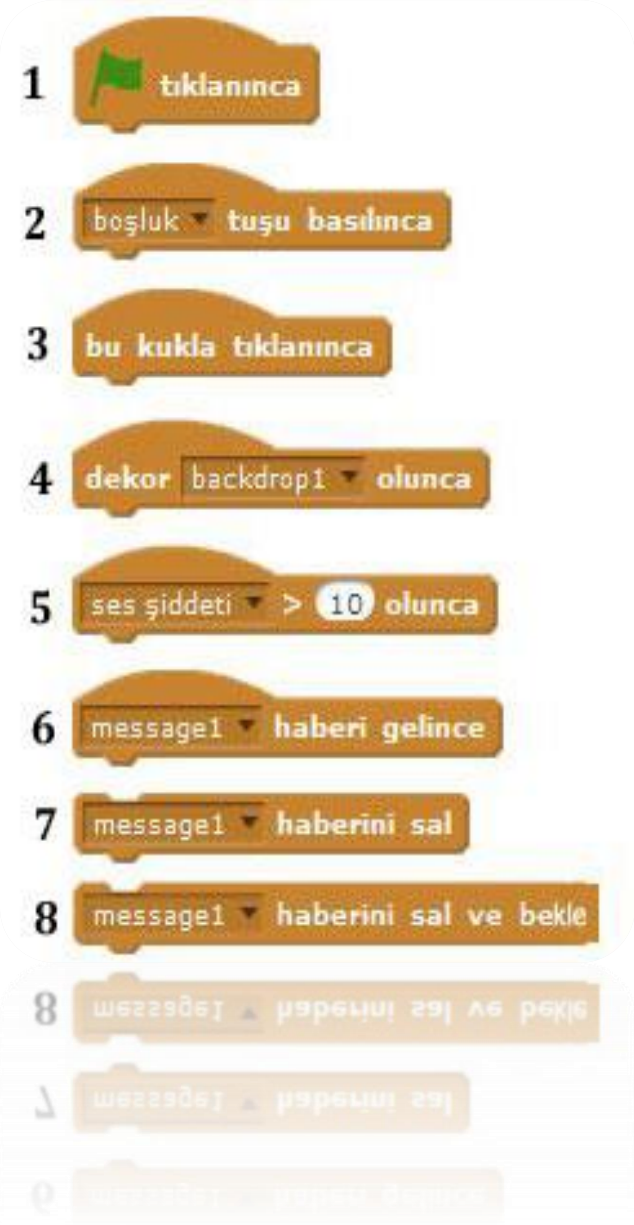 1 tıklanınca
2 boşluk tuşu basılınca
3 bu kukla tıklanınca
4 dekor backdrop1 olunca
5 ses şiddeti > 10 olunca
6 message1 haberi gelince
7 message1 haberini sal
8 message1 haberini sal ve bekle